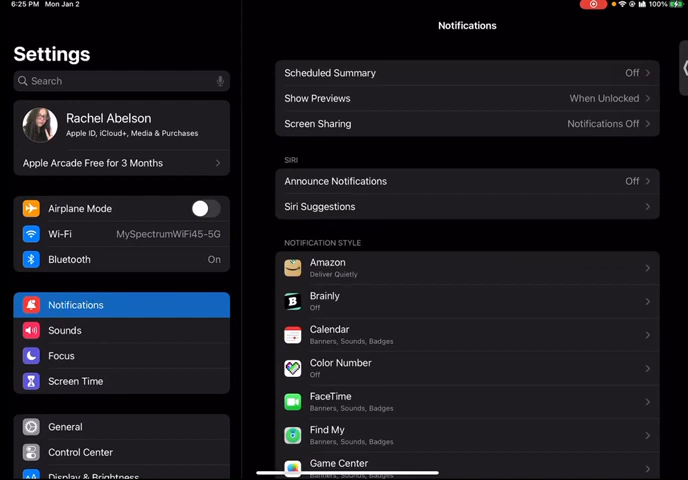 6:25 PM Mon Jan 2
100%
Settings
Search
Rachel Abelson
Apple ID, iCloud+, Media & Purchases
Apple Arcade Free for 3 Months
Airplane Mode
Wi-Fi MySpectrumWiFi45-5G
Bluetooth On
Notifications
Sounds
Focus
Screen Time
General
Control Center
Display & Brightness
Notifications
Scheduled Summary Off
Show Previews When Unlocked
Screen Sharing Notifications Off
SIRI
Announce Notifications Off
Siri Suggestions
NOTIFICATION STYLE
Amazon
Deliver Quietly
Brainly
Off
Calendar
Banners, Sounds, Badges
Color Number
Off
FaceTime
Banners, Sounds, Badges
Find My
Banners, Sounds, Badges
Game Center